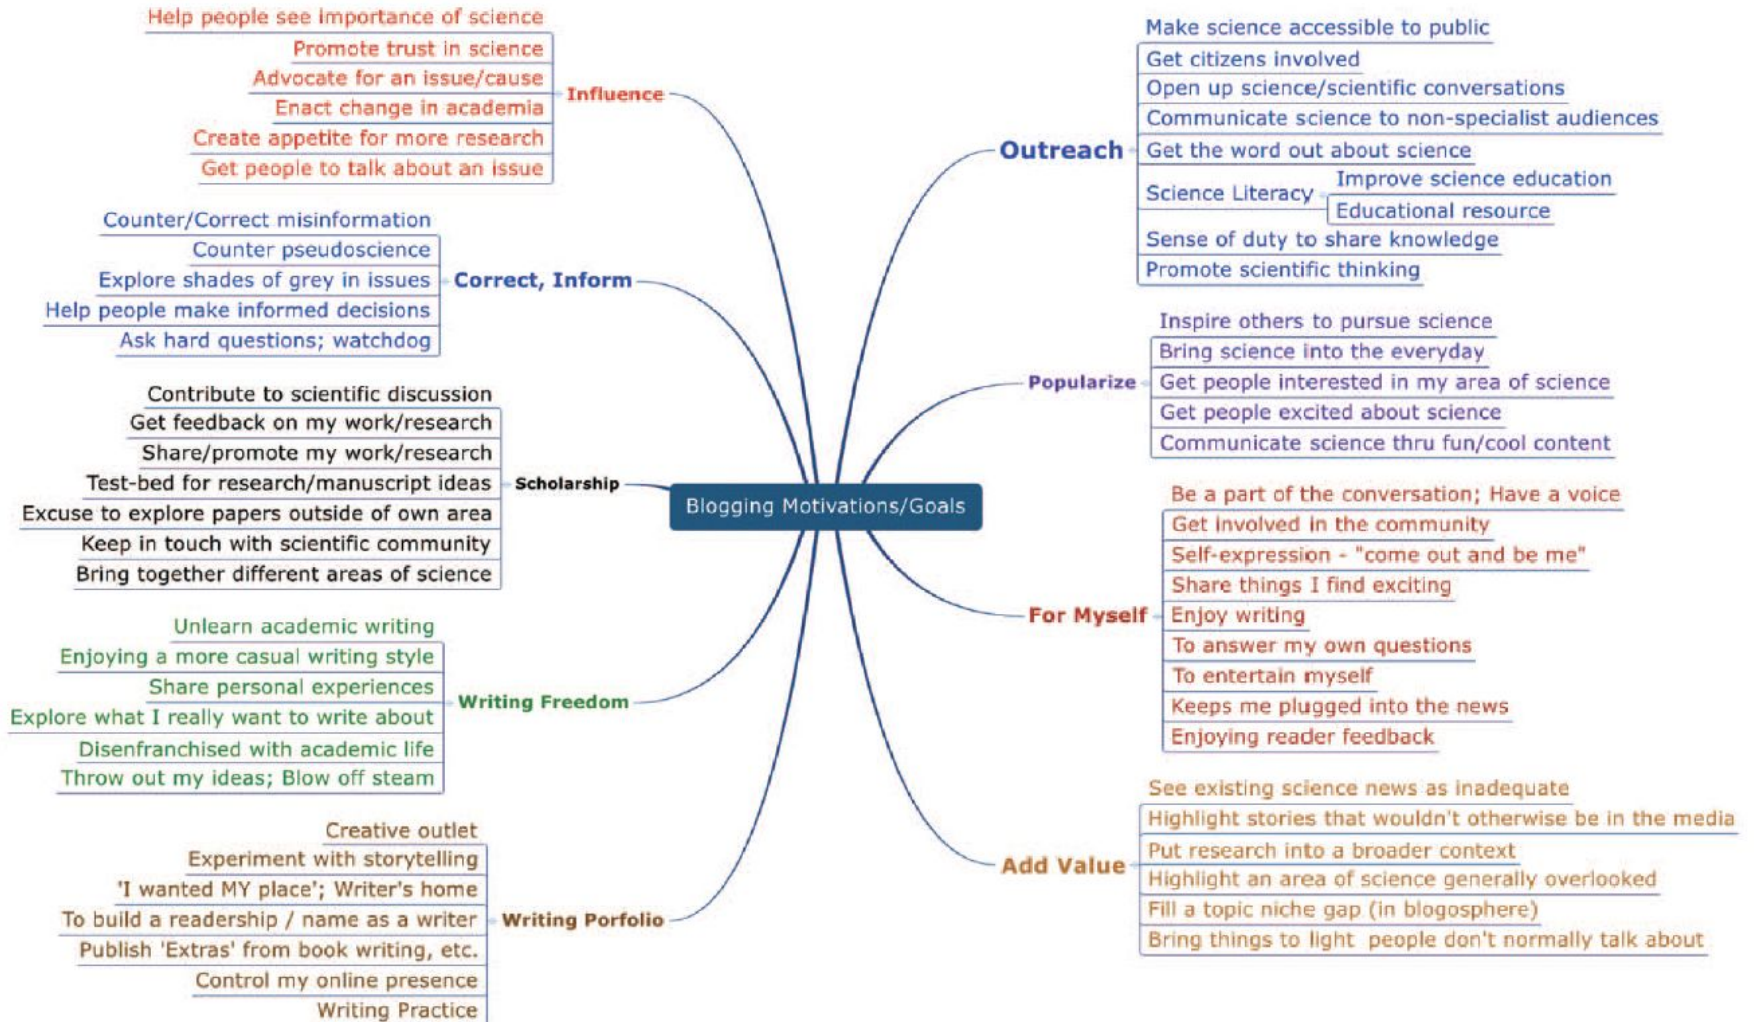 Help people see importance of science
Promote trust in science
Advocate for an issue/cause
Enact change in academia
Create appetite for more research
Get people to talk about an issue
Influence
Counter/Correct misinformation
Counter pseudoscience
Explore shades of grey in issues
Help people make informed decisions
Ask hard questions; watchdog
Correct, Inform
Contribute to scientific discussion
Get feedback on my work/research
Share/promote my work/research
Test-bed for research/manuscript ideas
Excuse to explore papers outside of own area
Keep in touch with scientific community
Bring together different areas of science
Scholarship
Unlearn academic writing
Enjoying a more casual writing style
Share personal experiences
Explore what I really want to write about
Disenfranchised with academic life
Throw out my ideas; Blow off steam
Writing Freedom
Creative outlet
Experiment with storytelling
'I wanted MY place'; Writer's home
To build a readership / name as a writer
Publish 'Extras' from book writing, etc.
Control my online presence
Writing Practice
Writing Porfolio
Blogging Motivations/Goals
Outreach
Make science accessible to public
Get citizens involved
Open up science/scientific conversations
Communicate science to non-specialist audiences
Get the word out about science
Science Literacy
Improve science education
Educational resource
Sense of duty to share knowledge
Promote scientific thinking
Popularize
Inspire others to pursue science
Bring science into the everyday
Get people interested in my area of science
Get people excited about science
Communicate science thru fun/cool content
For Myself
Be a part of the conversation; Have a voice
Get involved in the community
Self-expression - "come out and be me"
Share things I find exciting
Enjoy writing
To answer my own questions
To entertain myself
Keeps me plugged into the news
Enjoying reader feedback
Add Value
See existing science news as inadequate
Highlight stories that wouldn't otherwise be in the media
Put research into a broader context
Highlight an area of science generally overlooked
Fill a topic niche gap (in blogosphere)
Bring things to light people don't normally talk about